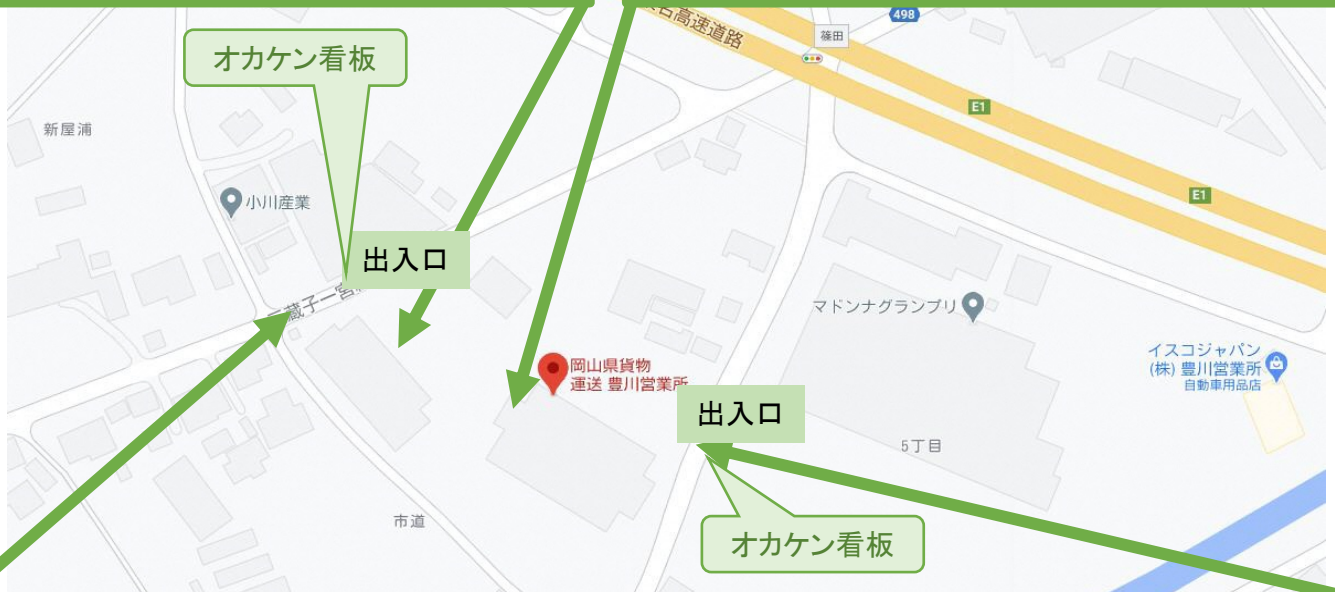 498
名高速道路
篠田
オカケン看板
E1
新屋浦
E1
小川産業
出入口
蔵子一宮
マドンナグランプリ
岡山県貨物
運送 豊川営業所
イスコジャパン
(株) 豊川営業所
自動車用品店
出入口
5丁目
市道
オカケン看板